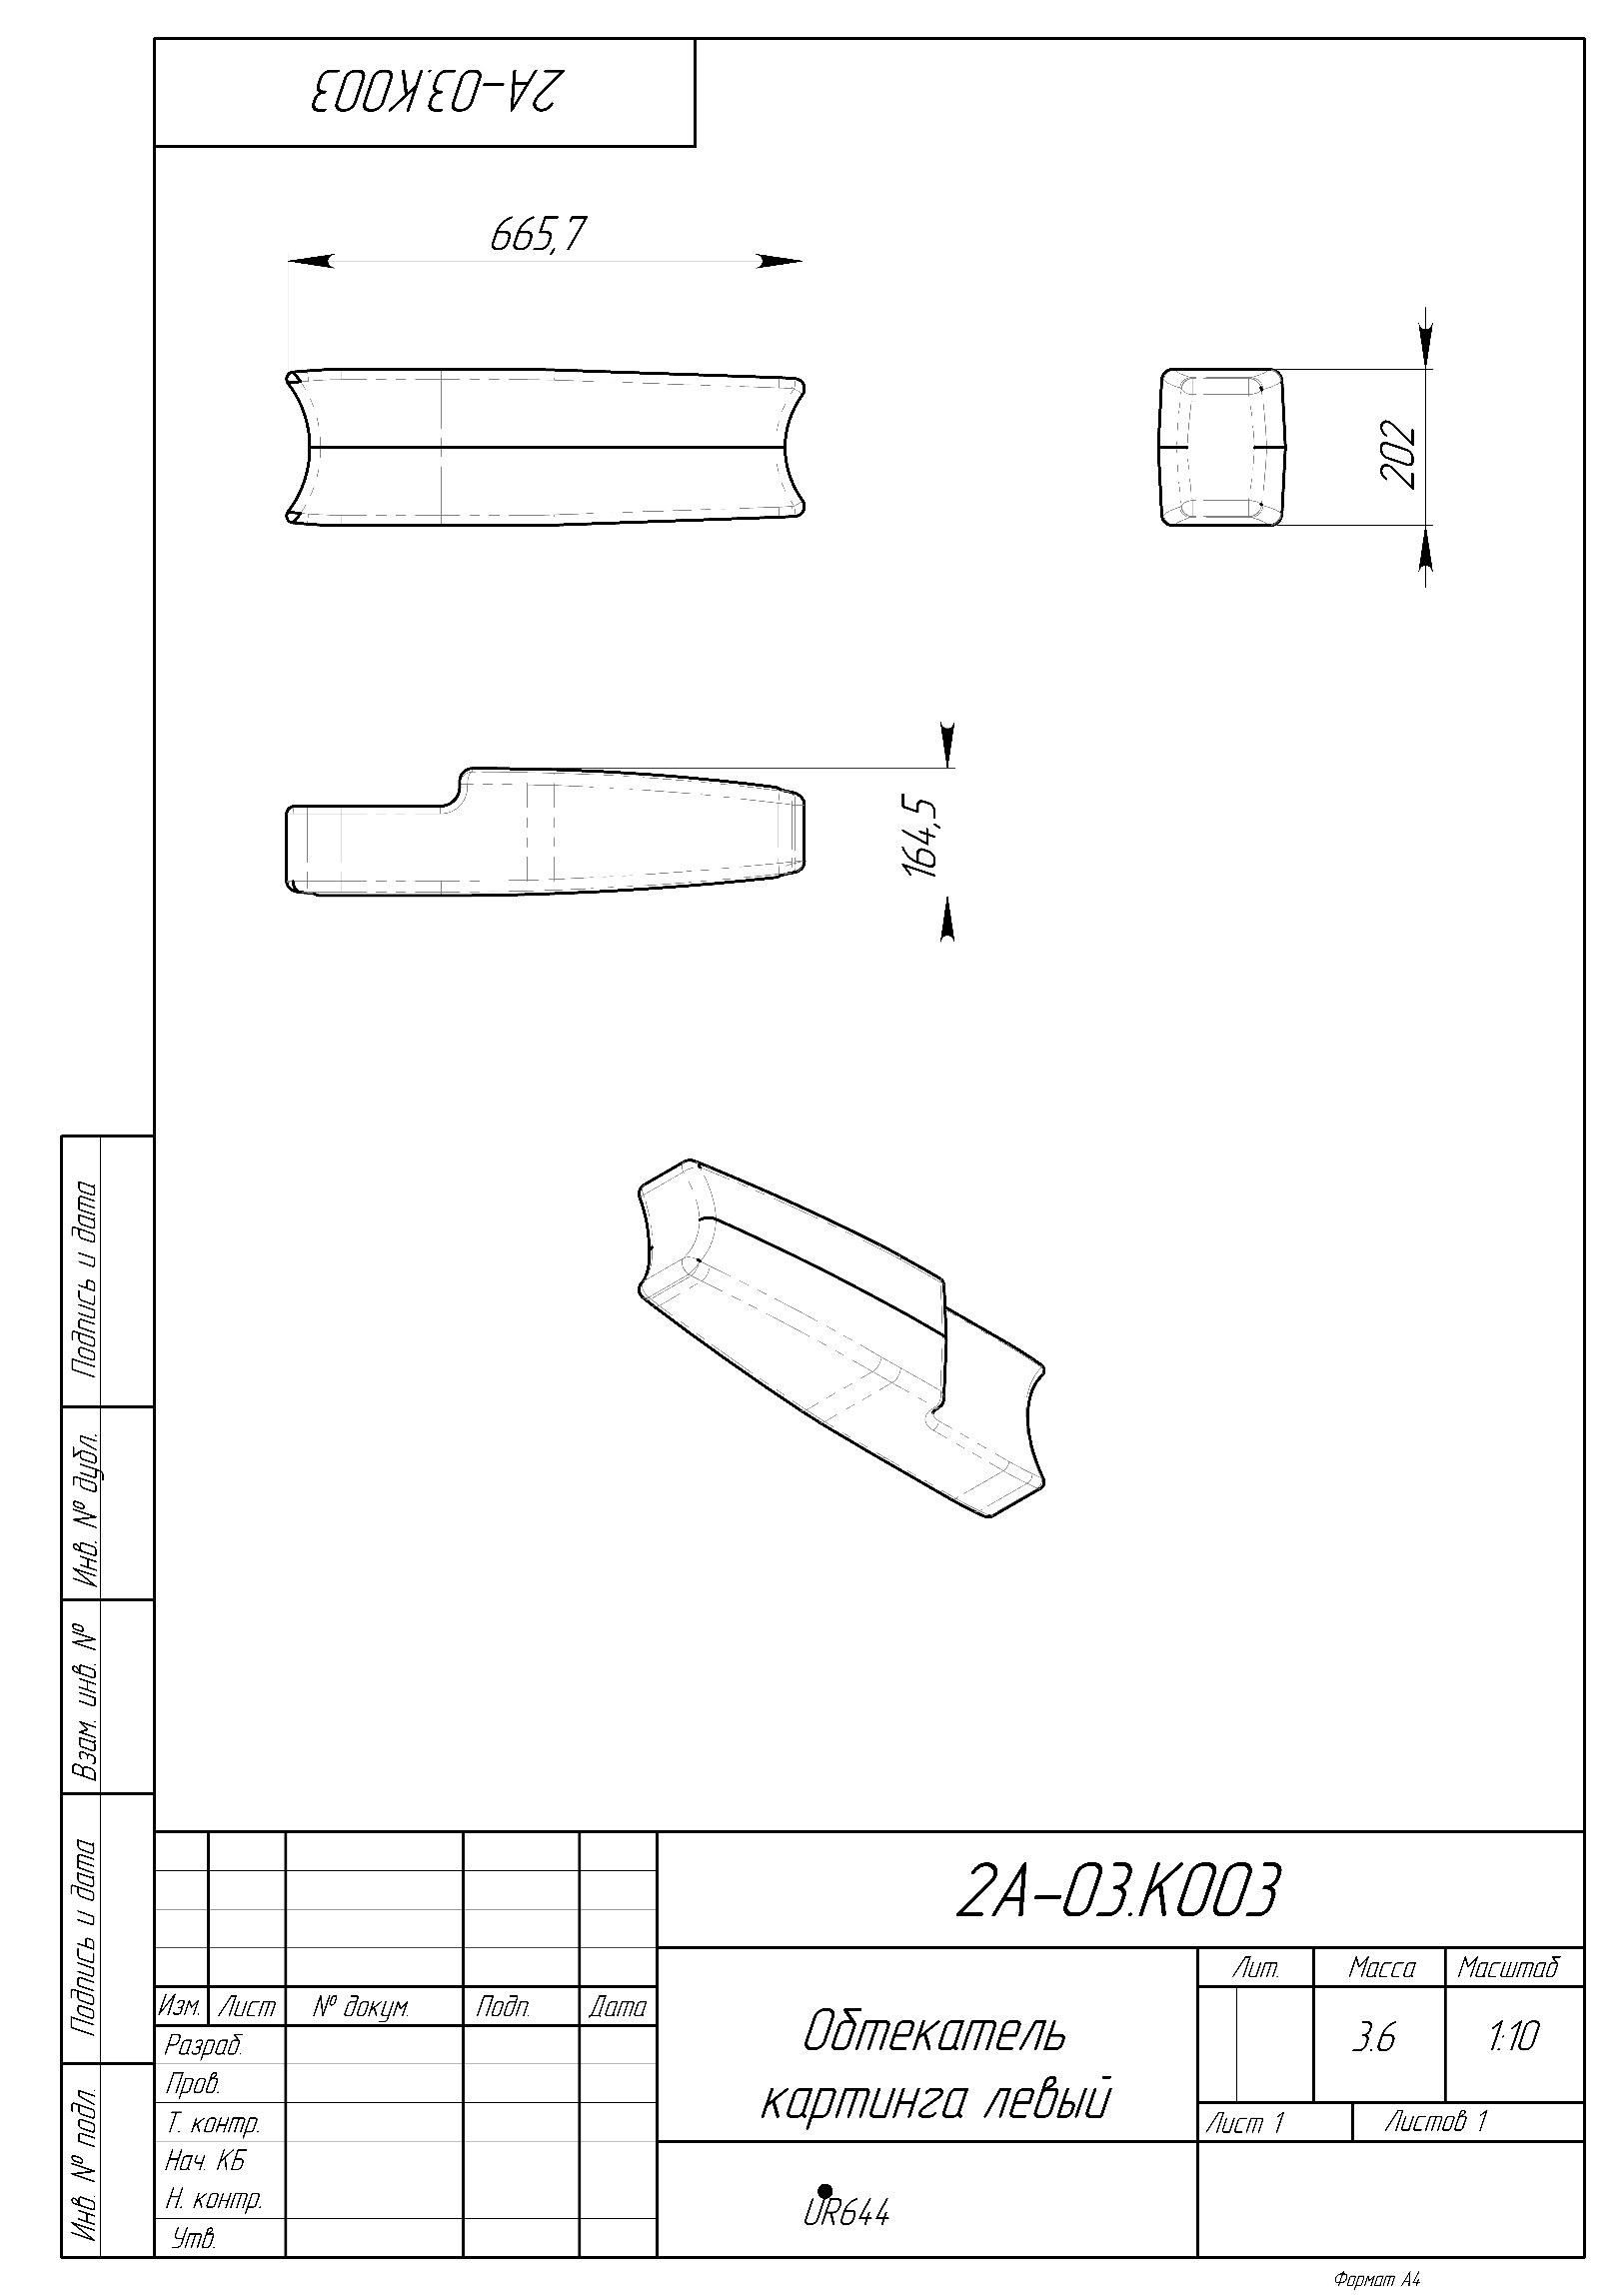 2А-03.К003
665,7
202
164,5
Подпись и дата
Инв. № дубл.
Взам. инв. №
Подпись и дата
Инв. № подл.
2А-03.К003
Лит.
Масса
Масштаб
Изм.
Лист
№ докум.
Подп.
Дата
Обтекатель
картинга левый
3.6
1:10
Разраб.
Пров.
Т. контр.
Лист 1
Листов 1
Нач. КБ
Н. контр.
Утв.
UR644
Формат А4